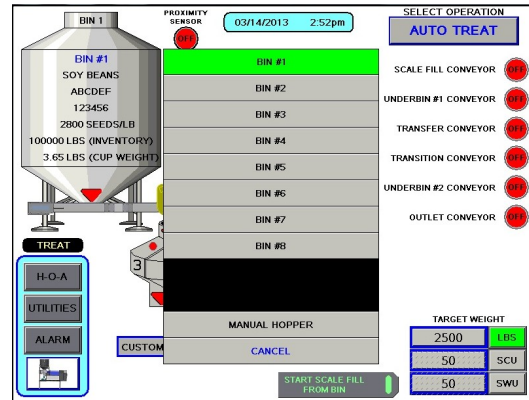 BIN 1
PROXIMITY
SENSOR
OFF
03/14/2013 2:52pm
SELECT OPERATION
AUTO TREAT
BIN #1
SOY BEANS
ABCDEF
123456
2800 SEEDS/LB
100000 LBS (INVENTORY)
3.65 LBS (CUP WEIGHT)
BIN #1
BIN #2
BIN #3
BIN #4
BIN #5
BIN #6
BIN #7
BIN #8
MANUAL HOPPER
CANCEL
SCALE FILL CONVEYOR OFF
UNDERBIN #1 CONVEYOR OFF
TRANSFER CONVEYOR OFF
TRANSITION CONVEYOR OFF
UNDERBIN #2 CONVEYOR OFF
OUTLET CONVEYOR OFF
TREAT
H-O-A
UTILITIES
ALARM
3
CUSTOM
START SCALE FILL
FROM BIN
TARGET WEIGHT
2500 LBS
50 SCU
50 SWU